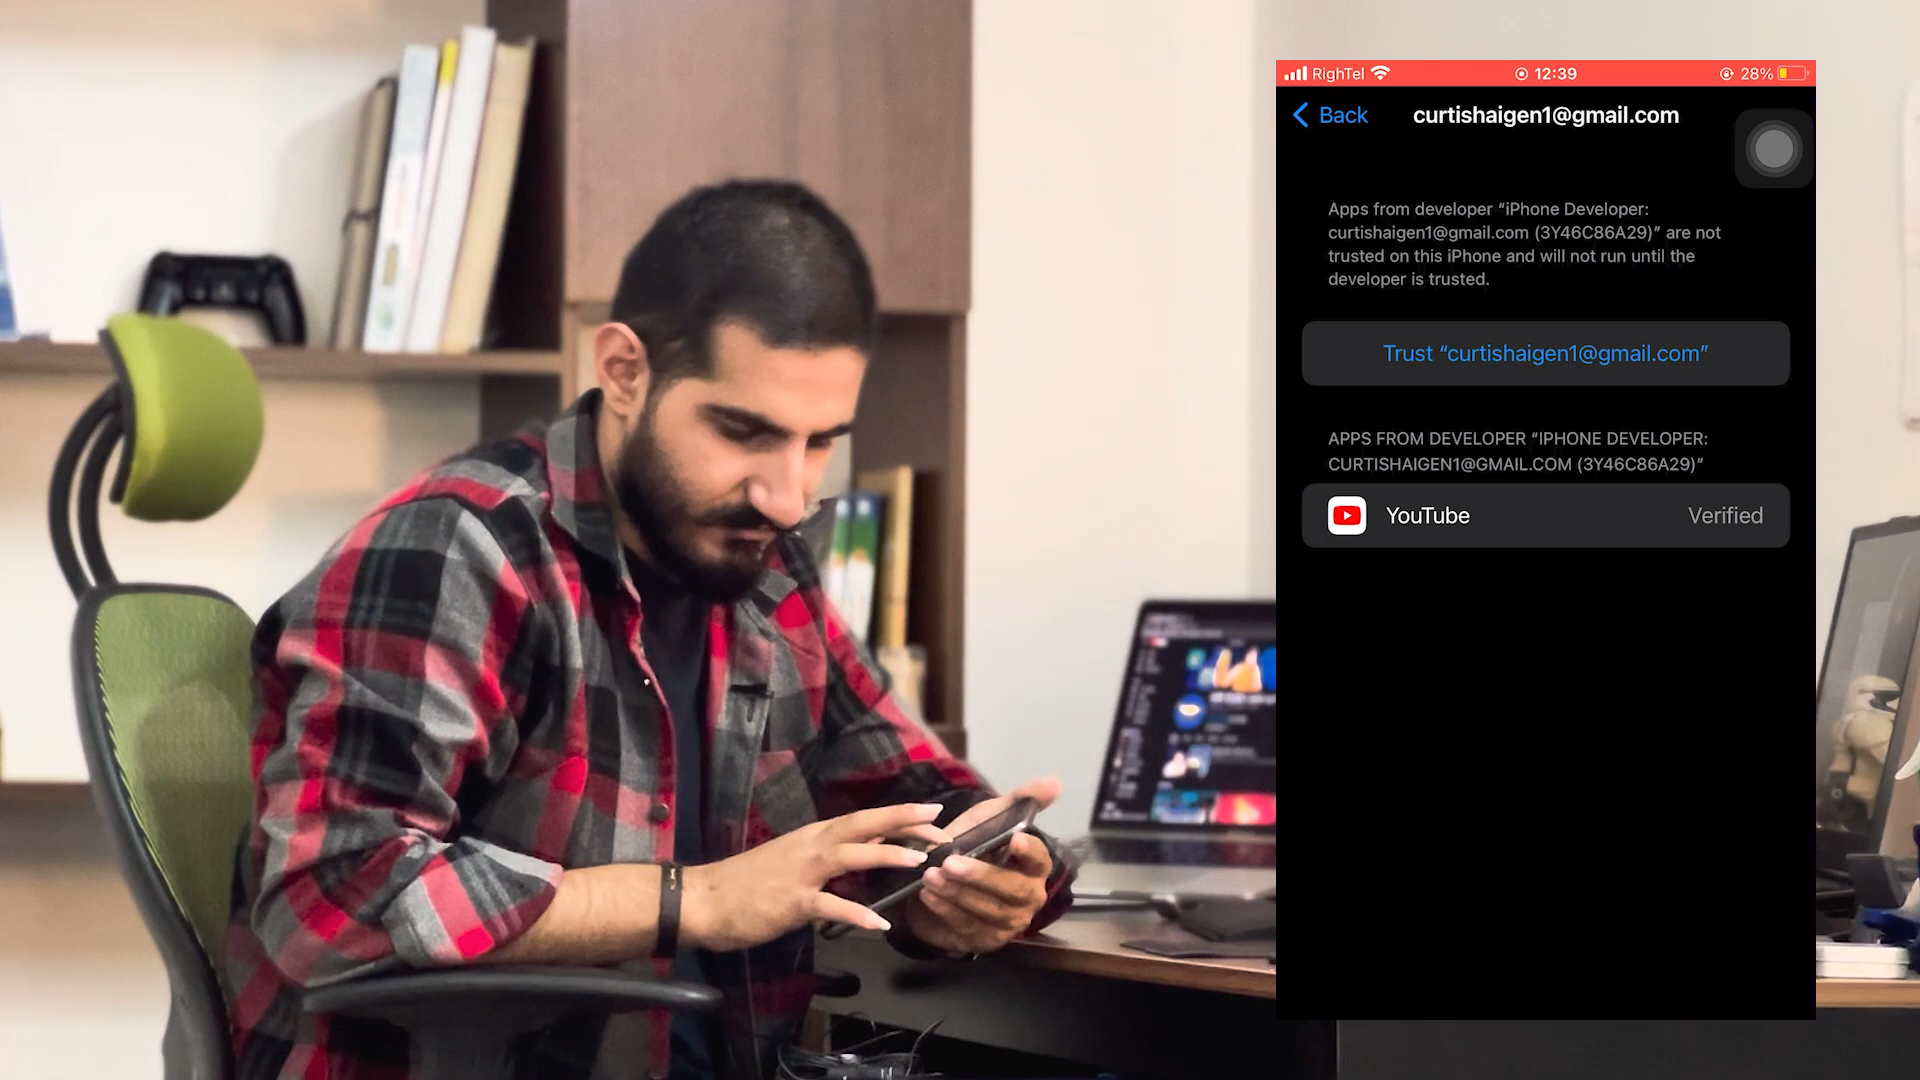 RighTel 12:39 28%
Back curtishaigen1@gmail.com
Apps from developer “iPhone Developer:
curtishaigen1@gmail.com (3Y46C86A29)” are not
trusted on this iPhone and will not run until the
developer is trusted.
Trust “curtishaigen1@gmail.com”
APPS FROM DEVELOPER “IPHONE DEVELOPER:
CURTISHAIGEN1@GMAIL.COM (3Y46C86A29)”
YouTube Verified